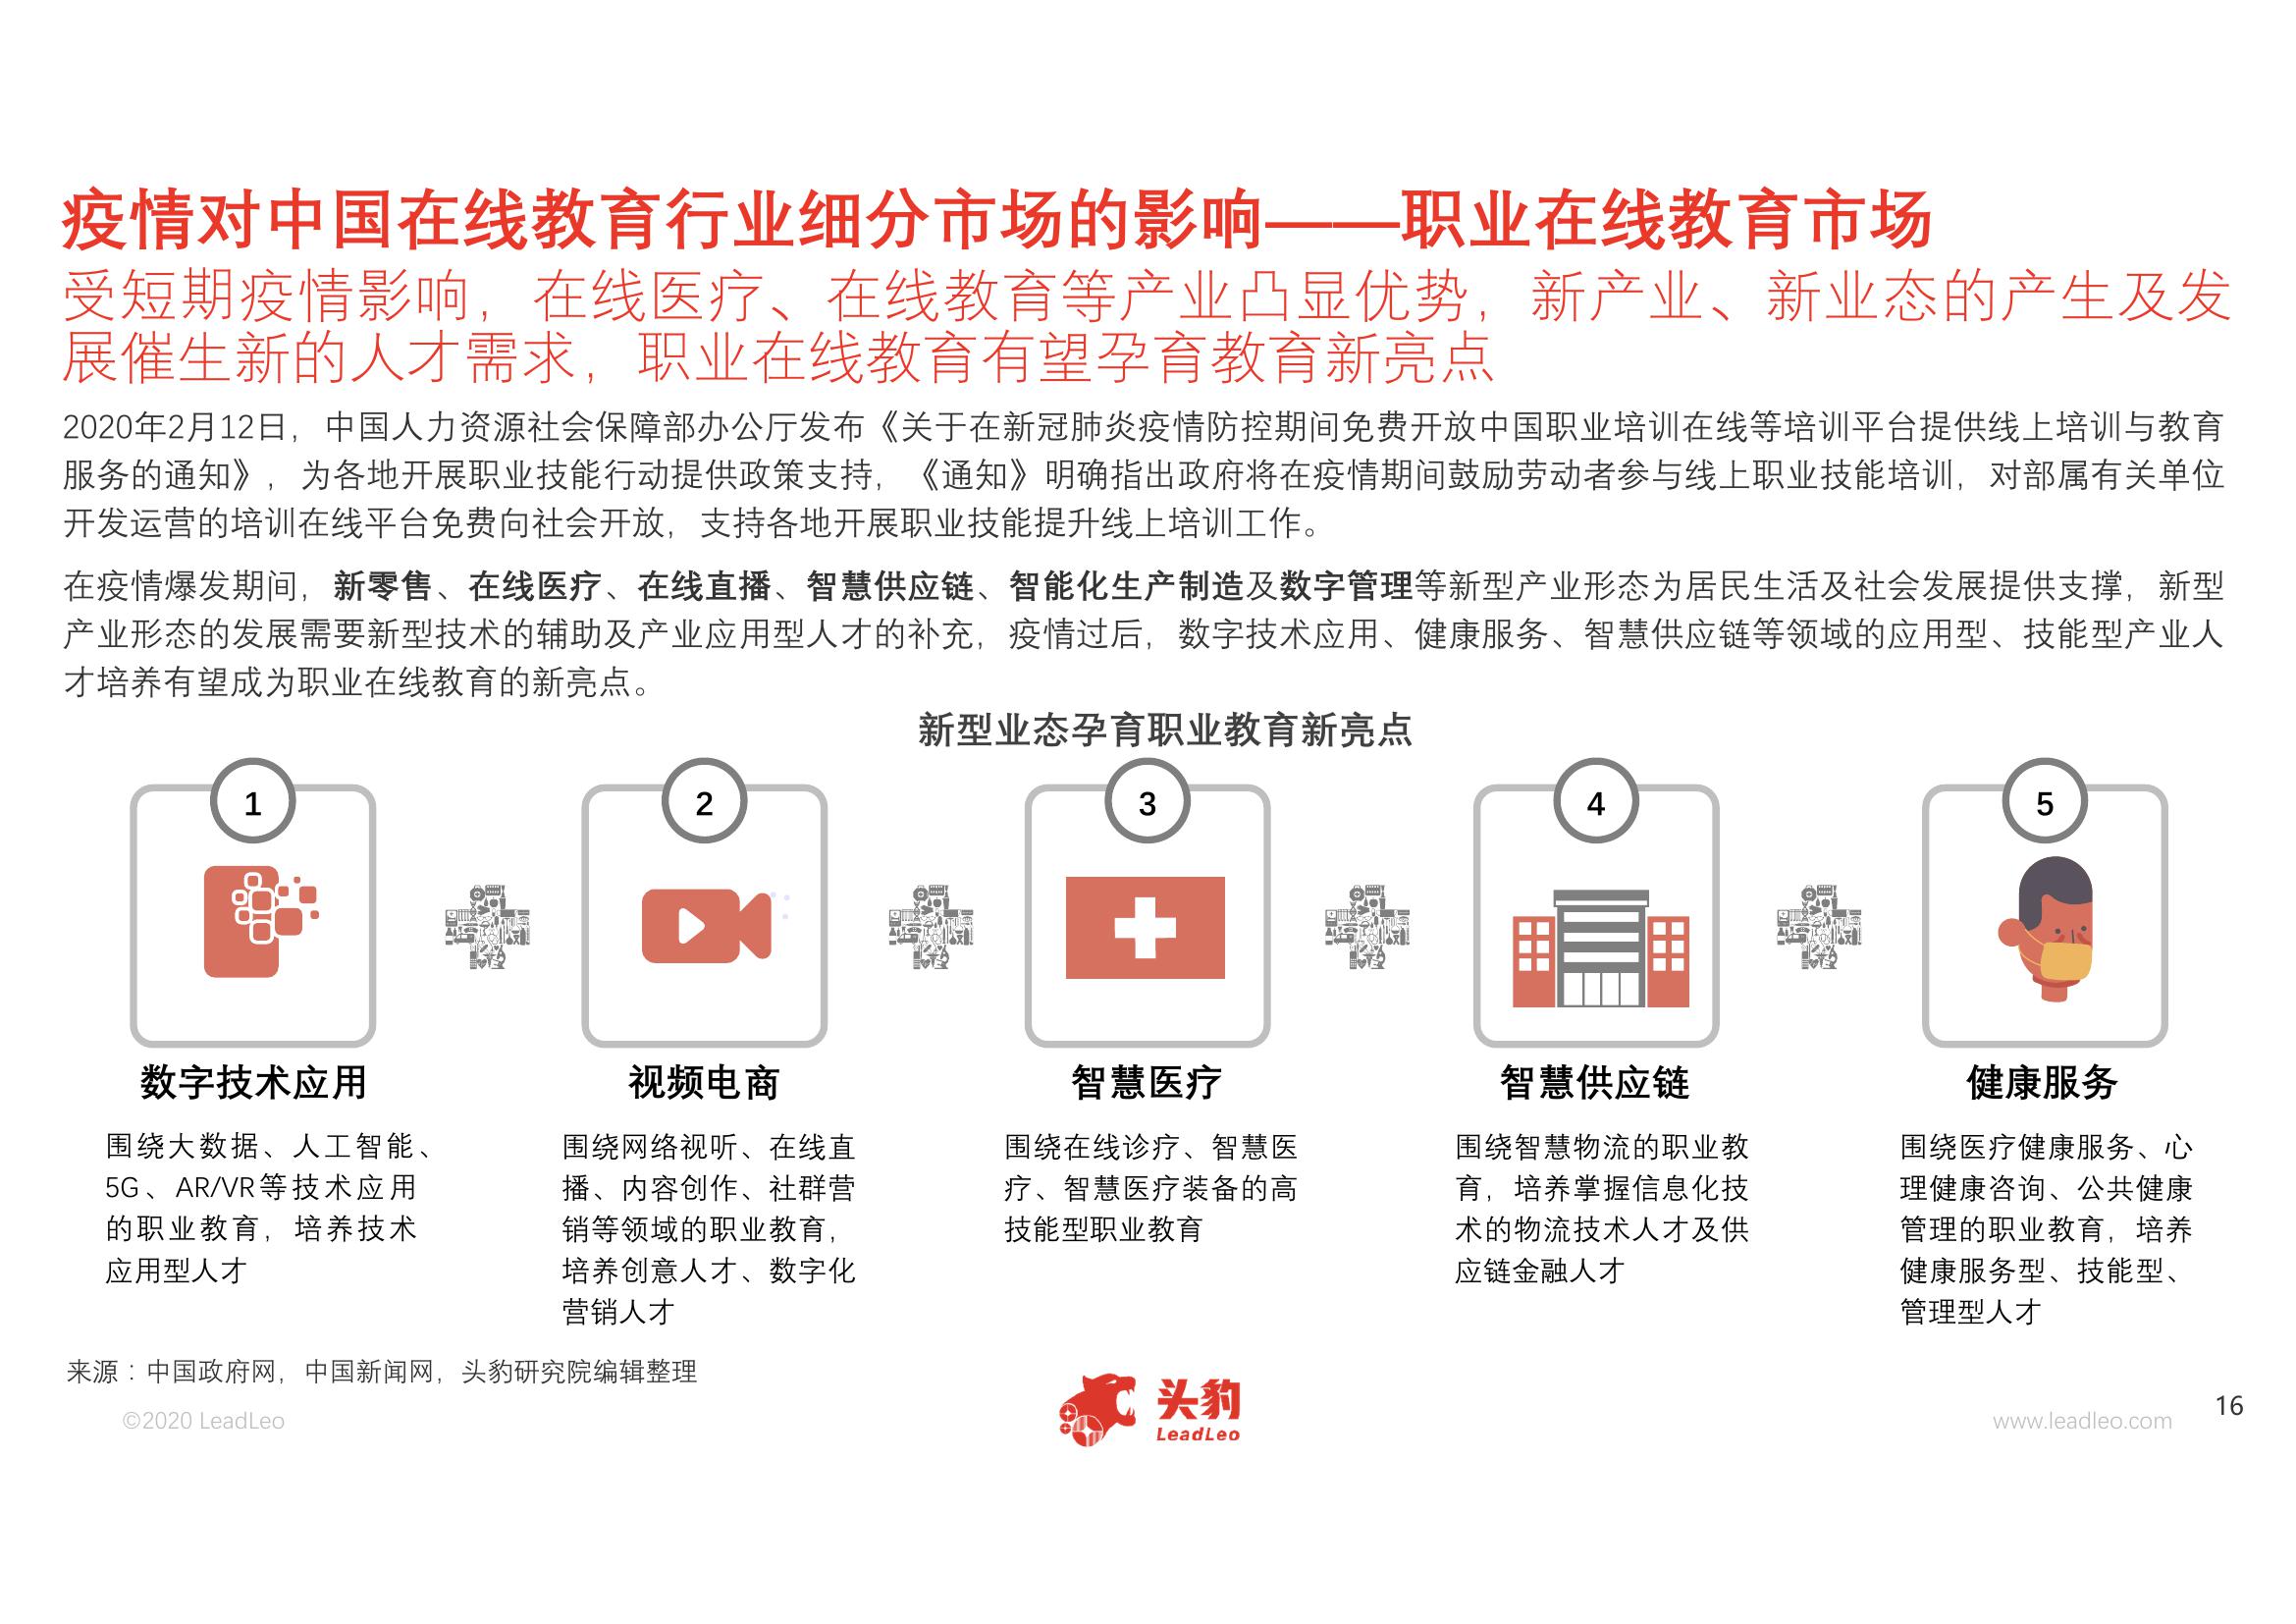 疫情对中国在线教育行业细分市场的影响——职业在线教育市场
受短期疫情影响，在线医疗、在线教育等产业凸显优势，新产业、新业态的产生及发
展催生新的人才需求，职业在线教育有望孕育教育新亮点
2020年2月12日，中国人力资源社会保障部办公厅发布《关于在新冠肺炎疫情防控期间免费开放中国职业培训在线等培训平台提供线上培训与教育
服务的通知》，为各地开展职业技能行动提供政策支持，《通知》明确指出政府将在疫情期间鼓励劳动者参与线上职业技能培训，对部属有关单位
开发运营的培训在线平台免费向社会开放，支持各地开展职业技能提升线上培训工作。
在疫情爆发期间，新零售、在线医疗、在线直播、智慧供应链、智能化生产制造及数字管理等新型产业形态为居民生活及社会发展提供支撑，新型
产业形态的发展需要新型技术的辅助及产业应用型人才的补充，疫情过后，数字技术应用、健康服务、智慧供应链等领域的应用型、技能型产业人
才培养有望成为职业在线教育的新亮点。
新型业态孕育职业教育新亮点
1
数字技术应用
围绕大数据、人工智能、
5G、AR/VR等技术应用
的职业教育，培养技术
应用型人才
2
视频电商
围绕网络视听、在线直
播、内容创作、社群营
销等领域的职业教育，
培养创意人才、数字化
营销人才
3
智慧医疗
围绕在线诊疗、智慧医
疗、智慧医疗装备的高
技能型职业教育
4
智慧供应链
围绕智慧物流的职业教
育，培养掌握信息化技
术的物流技术人才及供
应链金融人才
5
健康服务
围绕医疗健康服务、心
理健康咨询、公共健康
管理的职业教育，培养
健康服务型、技能型、
管理型人才
来源：中国政府网，中国新闻网，头豹研究院编辑整理
©2020 LeadLeo
头豹
LeadLeo
www.leadleo.com
16